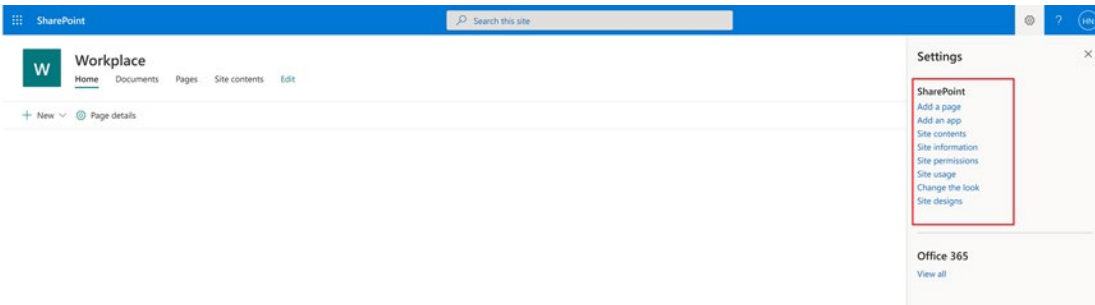 SharePoint
Search this site
? HN
W
Workplace
Home Documents Pages Site contents Edit
+ New Page details
Settings
SharePoint
Add a page
Add an app
Site contents
Site information
Site permissions
Site usage
Change the look
Site designs
Office 365
View all